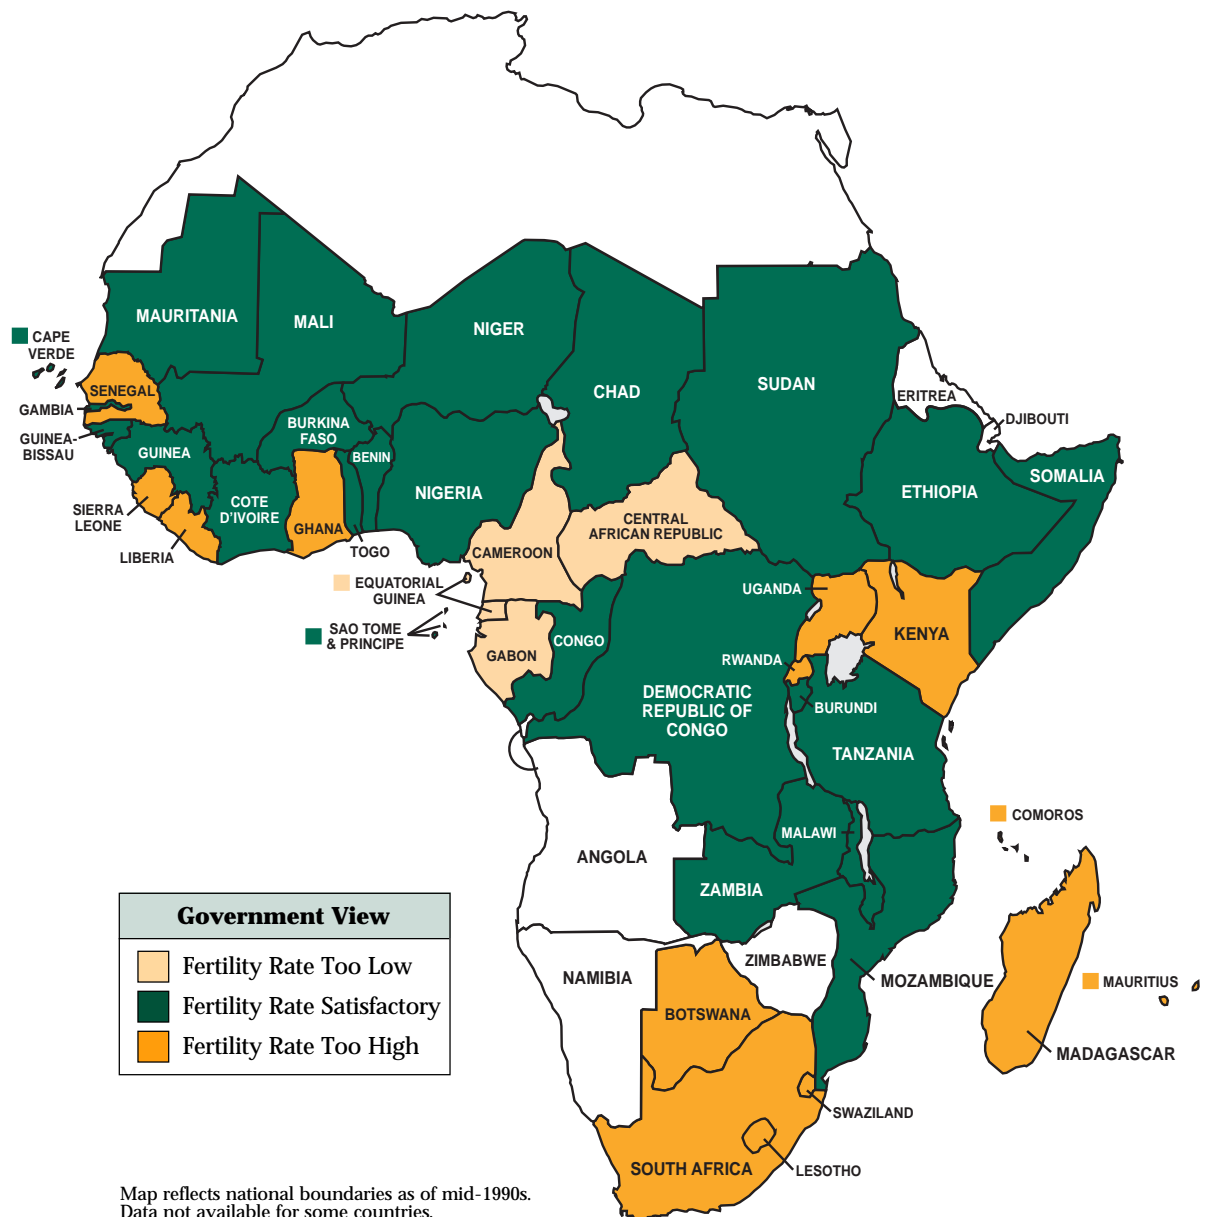 MAURITANIA
MALI
NIGER
CHAD
SUDAN
ERITREA
DJIBOUTI
CAPE
VERDE
SENEGAL
GAMBIA
GUINEA-
BISSAU
GUINEA
BURKINA
FASO
BENIN
NIGERIA
ETHIOPIA
SOMALIA
SIERRA
LEONE
LIBERIA
COTE
D'IVOIRE
GHANA
TOGO
CAMEROON
CENTRAL
AFRICAN REPUBLIC
EQUATORIAL
GUINEA
SAO TOME
& PRINCIPE
GABON
CONGO
UGANDA
KENYA
RWANDA
DEMOCRATIC
REPUBLIC OF
CONGO
BURUNDI
TANZANIA
COMOROS
MALAWI
ANGOLA
ZAMBIA
ZIMBABWE
NAMIBIA
MOZAMBIQUE
MAURITIUS
BOTSWANA
MADAGASCAR
SWAZILAND
SOUTH AFRICA
LESOTHO
Government View
Fertility Rate Too Low
Fertility Rate Satisfactory
Fertility Rate Too High
Map reflects national boundaries as of mid-1990s.
Data not available for some countries.